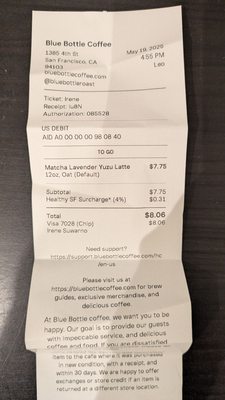 Blue Bottle Coffee
1385 4th St
San Francisco, CA
94103
bluebottlecoffee.com
@bluebottleroast
May 19, 2025
4:55 PM
Leo
Ticket: Irene
Receipt: lu8N
Authorization: 085528
US DEBIT
AID A0 00 00 00 98 08 40
TO GO
Matcha Lavender Yuzu Latte $7.75
12oz, Oat (Default)
Subtotal $7.75
Healthy SF Surcharge* (4%) $0.31
Total $8.06
Visa 7028 (Chip) $8.06
Irene Suwarno
Need support?
https://support.bluebottlecoffee.com/hc
/en-us
Please visit us at
https://bluebottlecoffee.com for brew
guides, exclusive merchandise, and
delicious coffee.
At Blue Bottle coffee, we want you to be
happy. Our goal is to provide our guests
with impeccable service, and delicious
coffee and food. If you are dissatisfied
item to the cafe where it was purchased
in new condition, with a receipt, and
within 30 days. We are happy to offer
exchanges or store credit if an item is
returned at a different store location.